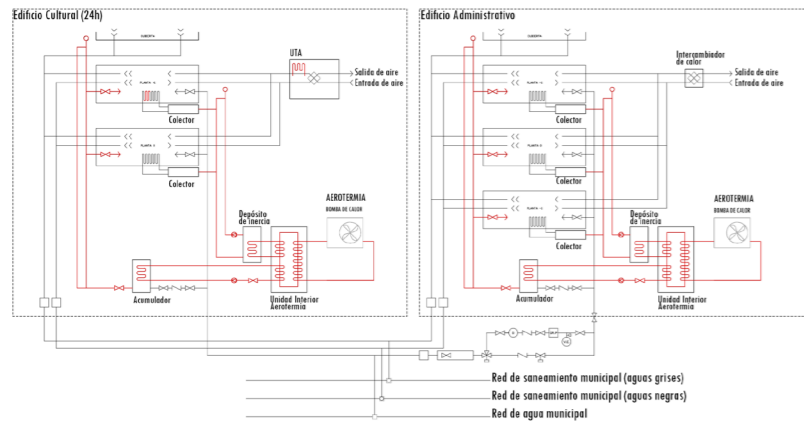 Edificio Cultural (24h)
CUBIERTA
UTA
Salida de aire
Entrada de aire
Colector
Colector
Depósito
de inercia
AEROTERMIA
BOMBA DE CALOR
Acumulador
Unidad Interior
Aerotermia
Edificio Administrativo
CUBIERTA
Intercambiador
de calor
Salida de aire
Entrada de aire
Colector
Colector
Colector
Depósito
de inercia
AEROTERMIA
BOMBA DE CALOR
Acumulador
Unidad Interior
Aerotermia
Red de saneamiento municipal (aguas grises)
Red de saneamiento municipal (aguas negras)
Red de agua municipal